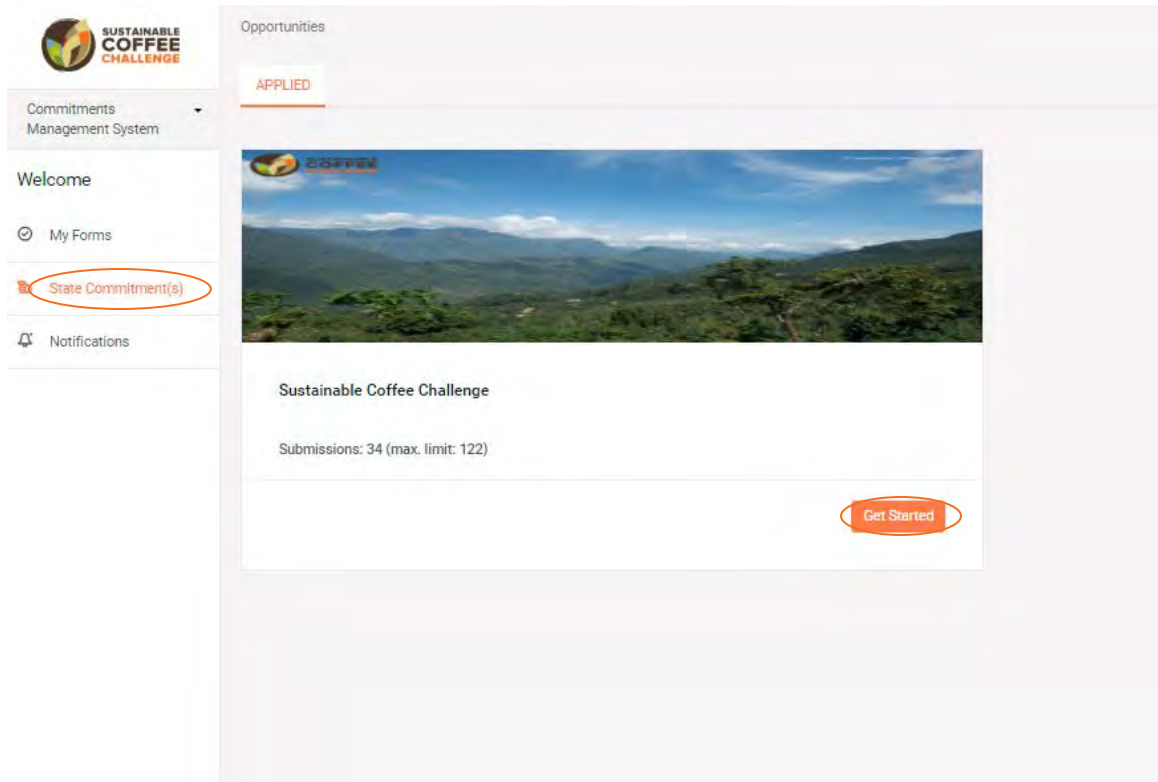 SUSTAINABLE
COFFEE
CHALLENGE
Commitments
Management System
Welcome
My Forms
State Commitment(s)
Notifications
Opportunities
APPLIED
COFFEE
Sustainable Coffee Challenge
Submissions: 34 (max. limit: 122)
Get Started